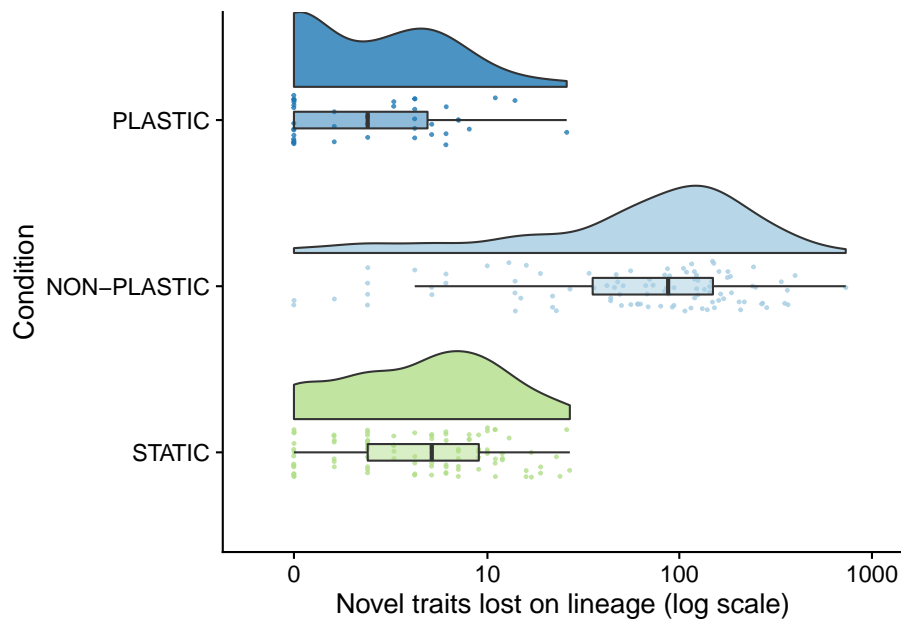 PLASTIC
NON−PLASTIC
STATIC
Condition
0 10 100 1000
Novel traits lost on lineage (log scale)